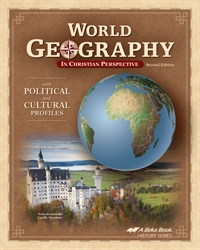 WORLD
GEOGRAPHY
IN CHRISTIAN PERSPECTIVE Second Edition
with
POLITICAL
and
CULTURAL
PROFILES
A Beka Book
HISTORY SERIES